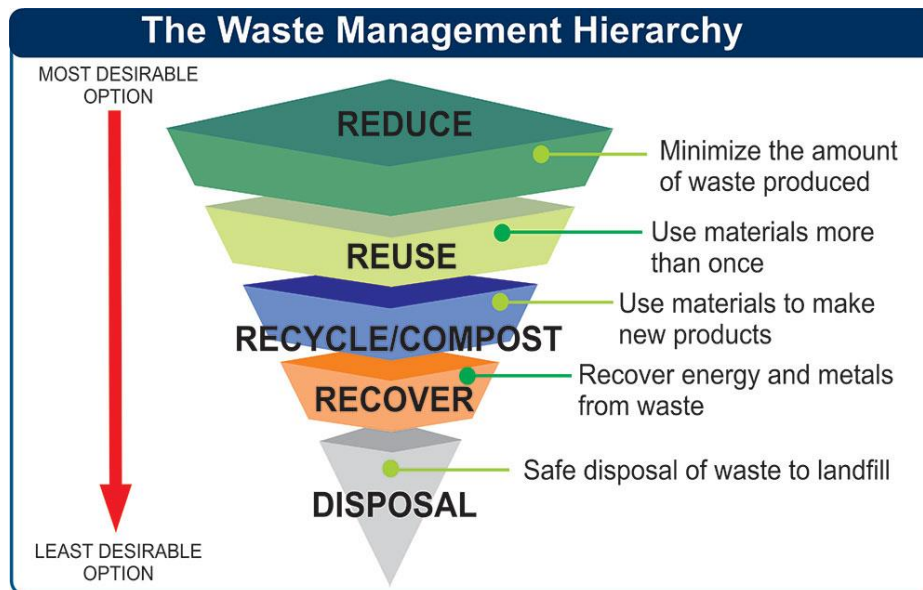 The Waste Management Hierarchy
MOST DESIRABLE
OPTION
REDUCE
Minimize the amount
of waste produced
REUSE
Use materials more
than once
RECYCLE/COMPOST
Use materials to make
new products
RECOVER
Recover energy and metals
from waste
DISPOSAL
Safe disposal of waste to landfill
LEAST DESIRABLE
OPTION